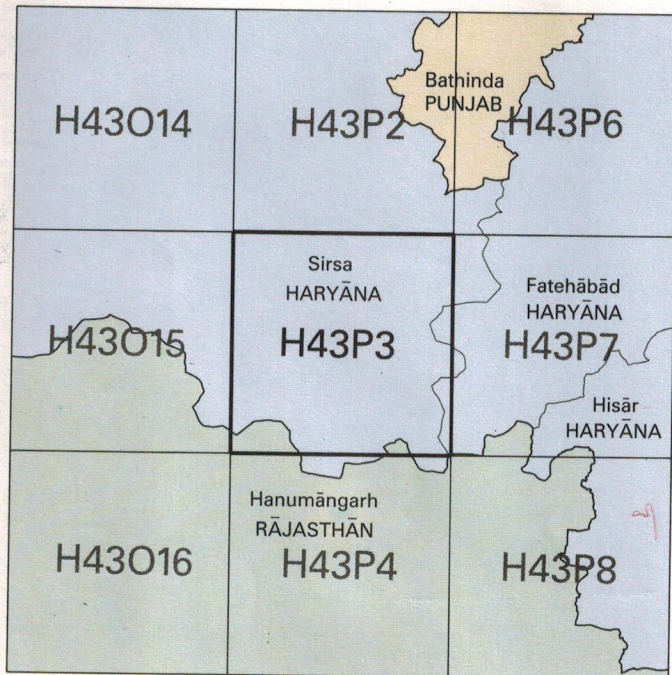 Bathinda
PUNJAB
H43O14
H43P2
H43P6
Sirsa
HARYĀNA
Fatehābād
HARYĀNA
H43O15
H43P3
H43P7
Hisār
HARYĀNA
Hanumāngarh
RĀJASTHĀN
H43O16
H43P4
H43P8